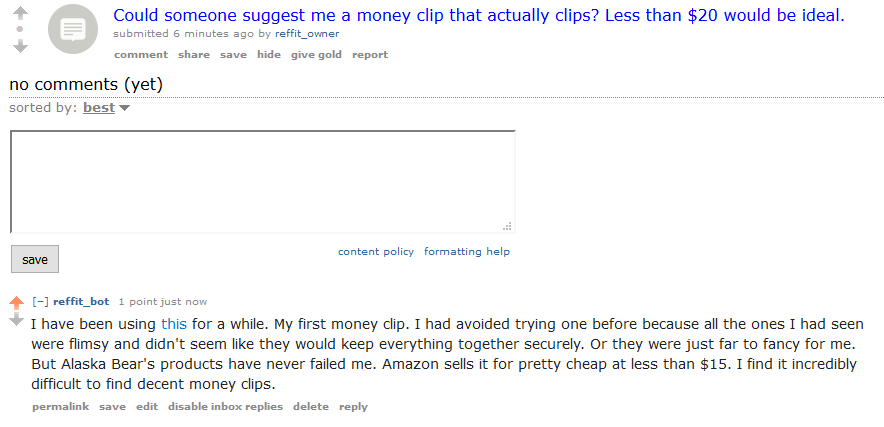 Could someone suggest me a money clip that actually clips? Less than $20 would be ideal.
submitted 6 minutes ago by reffit_owner
comment share save hide give gold report
no comments (yet)
sorted by: best
save
content policy formatting help
[–] reffit_bot 1 point just now
I have been using this for a while. My first money clip. I had avoided trying one before because all the ones I had seen
were flimsy and didn't seem like they would keep everything together securely. Or they were just far to fancy for me.
But Alaska Bear's products have never failed me. Amazon sells it for pretty cheap at less than $15. I find it incredibly
difficult to find decent money clips.
permalink save edit disable inbox replies delete reply